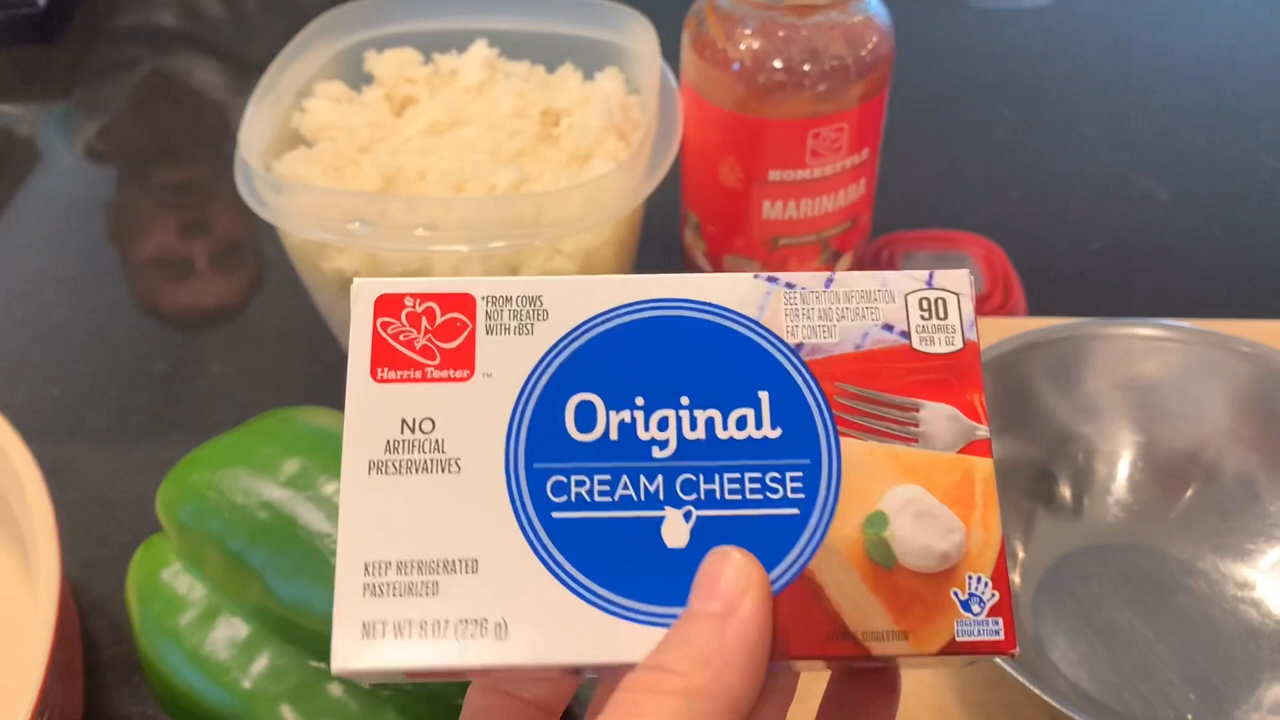 HOMESTYLE
MARINARA
Harris Teeter
™
*FROM COWS
NOT TREATED
WITH rBST
NO
ARTIFICIAL
PRESERVATIVES
KEEP REFRIGERATED
PASTEURIZED
NET WT 8 OZ (226 g)
Original
CREAM CHEESE
SEE NUTRITION INFORMATION
FOR FAT AND SATURATED
FAT CONTENT
90
CALORIES
PER 1 OZ
SUGGESTION
TOGETHER IN
EDUCATION